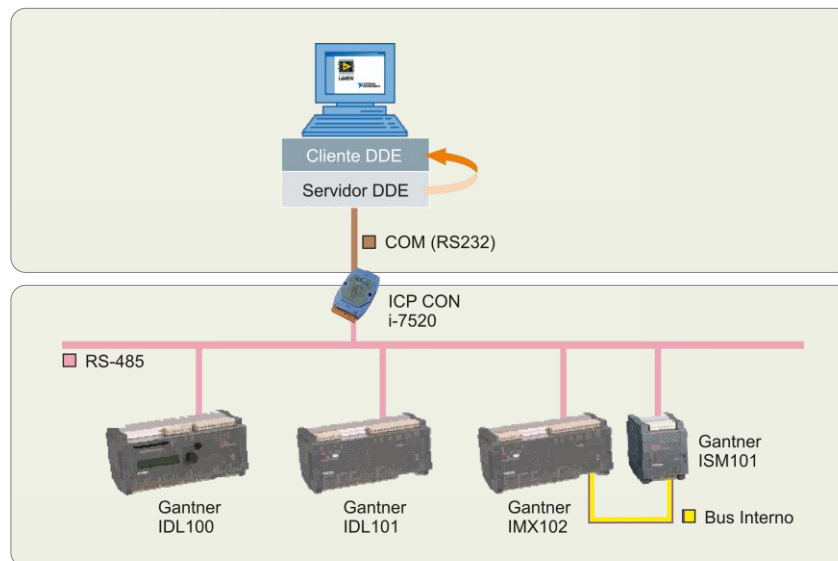 LabVIEW
Cliente DDE
Servidor DDE
COM (RS232)
ICP CON
i-7520
RS-485
Gantner
IDL100
Gantner
IDL101
Gantner
IMX102
Gantner
ISM101
Bus Interno